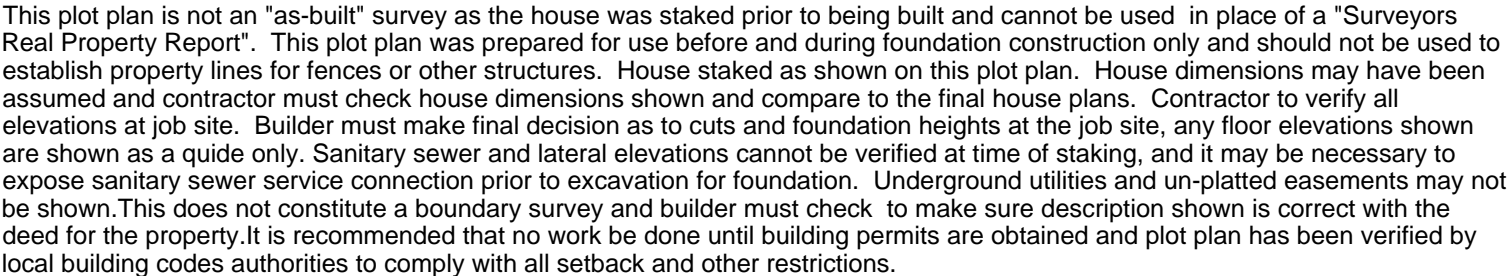 This plot plan is not an "as-built" survey as the house was staked prior to being built and cannot be used  in place of a "Surveyors
Real Property Report".  This plot plan was prepared for use before and during foundation construction only and should not be used to
establish property lines for fences or other structures.  House staked as shown on this plot plan.  House dimensions may have been
assumed and contractor must check house dimensions shown and compare to the final house plans.  Contractor to verify all
elevations at job site.  Builder must make final decision as to cuts and foundation heights at the job site, any floor elevations shown
are shown as a quide only. Sanitary sewer and lateral elevations cannot be verified at time of staking, and it may be necessary to
expose sanitary sewer service connection prior to excavation for foundation.  Underground utilities and un-platted easements may not
be shown.This does not constitute a boundary survey and builder must check  to make sure description shown is correct with the
deed for the property.It is recommended that no work be done until building permits are obtained and plot plan has been verified by
local building codes authorities to comply with all setback and other restrictions.